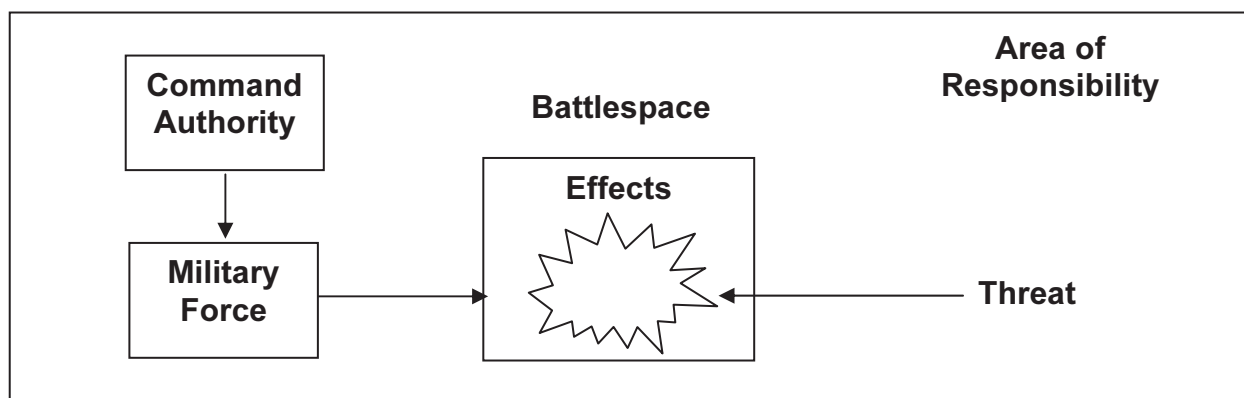 Area of
Responsibility
Command
Authority
Battlespace
Effects
Military
Force
Threat